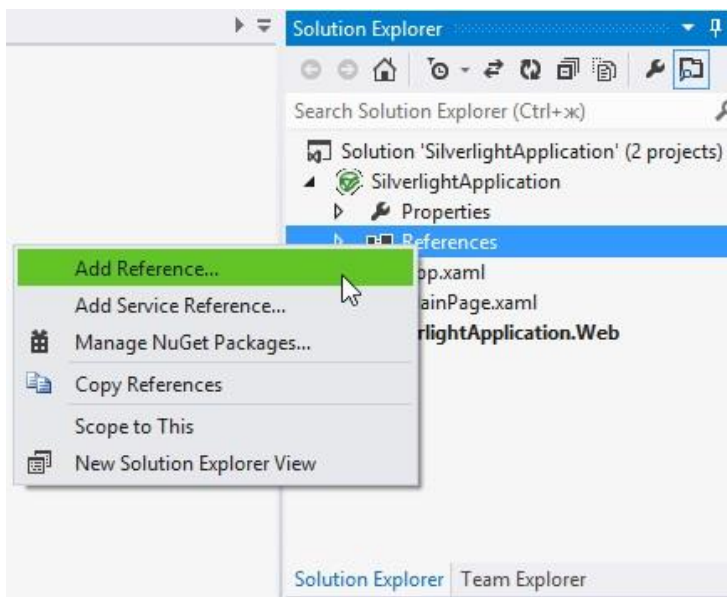 Solution Explorer
Search Solution Explorer (Ctrl+ж)
Solution 'SilverlightApplication' (2 projects)
SilverlightApplication
Properties
References
Add Reference...
pp.xaml
Add Service Reference...
ainPage.xaml
Manage NuGet Packages...
rlightApplication.Web
Copy References
Scope to This
New Solution Explorer View
Solution Explorer Team Explorer